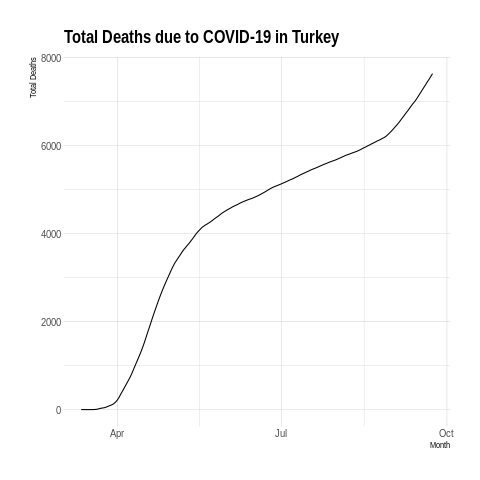 Total Deaths due to COVID-19 in Turkey
Total Deaths
8000
6000
4000
2000
0
Apr
Jul
Oct
Month